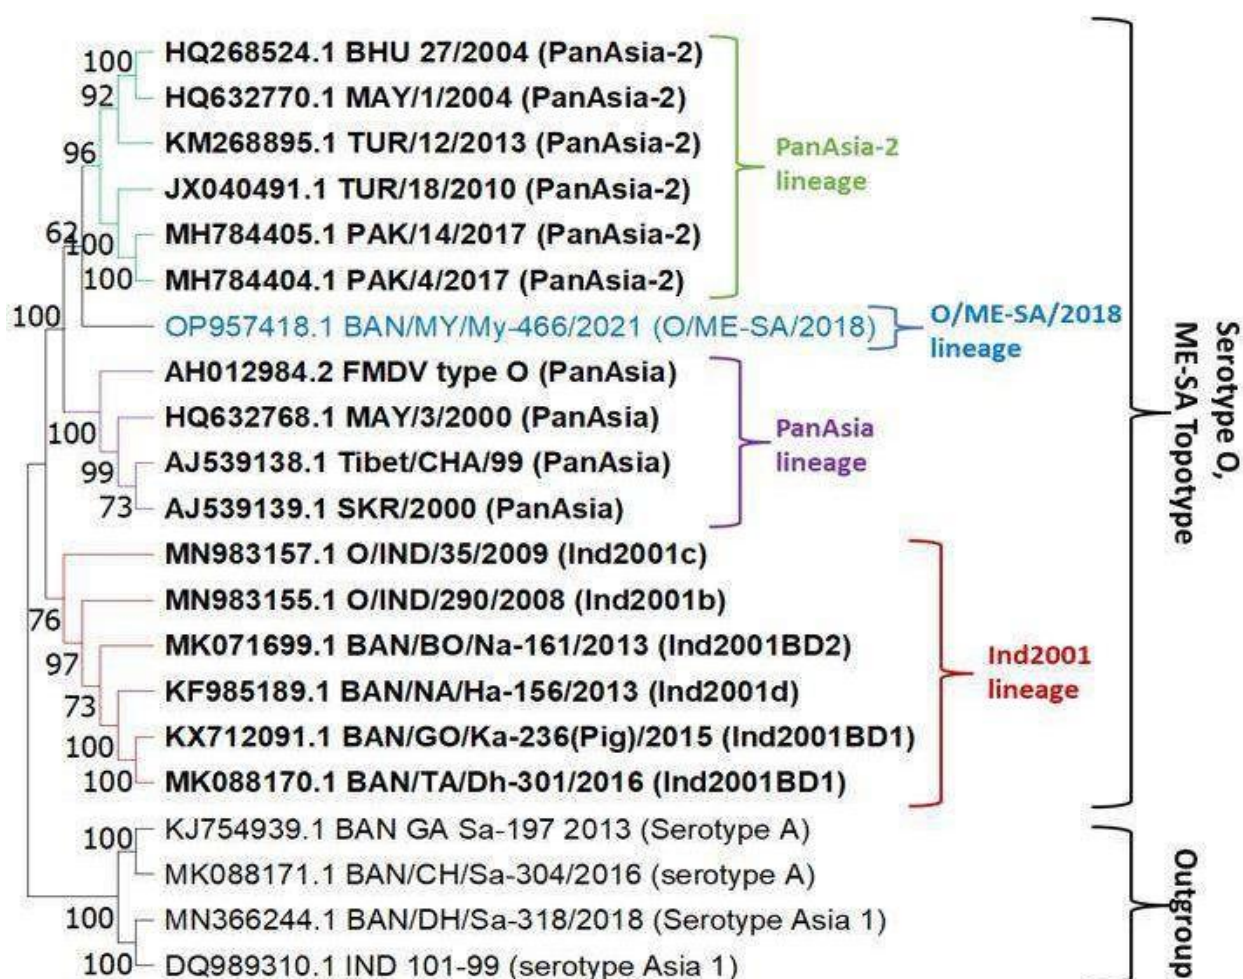 100
HQ268524.1 BHU 27/2004 (PanAsia-2)
92
HQ632770.1 MAY/1/2004 (PanAsia-2)
KM268895.1 TUR/12/2013 (PanAsia-2)
96
JX040491.1 TUR/18/2010 (PanAsia-2)
MH784405.1 PAK/14/2017 (PanAsia-2)
100
100
MH784404.1 PAK/4/2017 (PanAsia-2)
PanAsia-2
lineage
100
OP957418.1 BAN/MY/My-466/2021 (O/ME-SA/2018)
O/ME-SA/2018
lineage
AH012984.2 FMDV type O (PanAsia)
HQ632768.1 MAY/3/2000 (PanAsia)
100
AJ539138.1 Tibet/CHA/99 (PanAsia)
99
73
AJ539139.1 SKR/2000 (PanAsia)
PanAsia
lineage
MN983157.1 O/IND/35/2009 (Ind2001c)
MN983155.1 O/IND/290/2008 (Ind2001b)
76
MK071699.1 BAN/BO/Na-161/2013 (Ind2001BD2)
97
KF985189.1 BAN/NA/Ha-156/2013 (Ind2001d)
73
KX712091.1 BAN/GO/Ka-236(Pig)/2015 (Ind2001BD1)
100
100
MK088170.1 BAN/TA/Dh-301/2016 (Ind2001BD1)
Ind2001
lineage
Serotype O,
ME-SA Topotype
100
KJ754939.1 BAN GA Sa-197 2013 (Serotype A)
MK088171.1 BAN/CH/Sa-304/2016 (serotype A)
100
MN366244.1 BAN/DH/Sa-318/2018 (Serotype Asia 1)
100
DQ989310.1 IND 101-99 (serotype Asia 1)
Outgroup